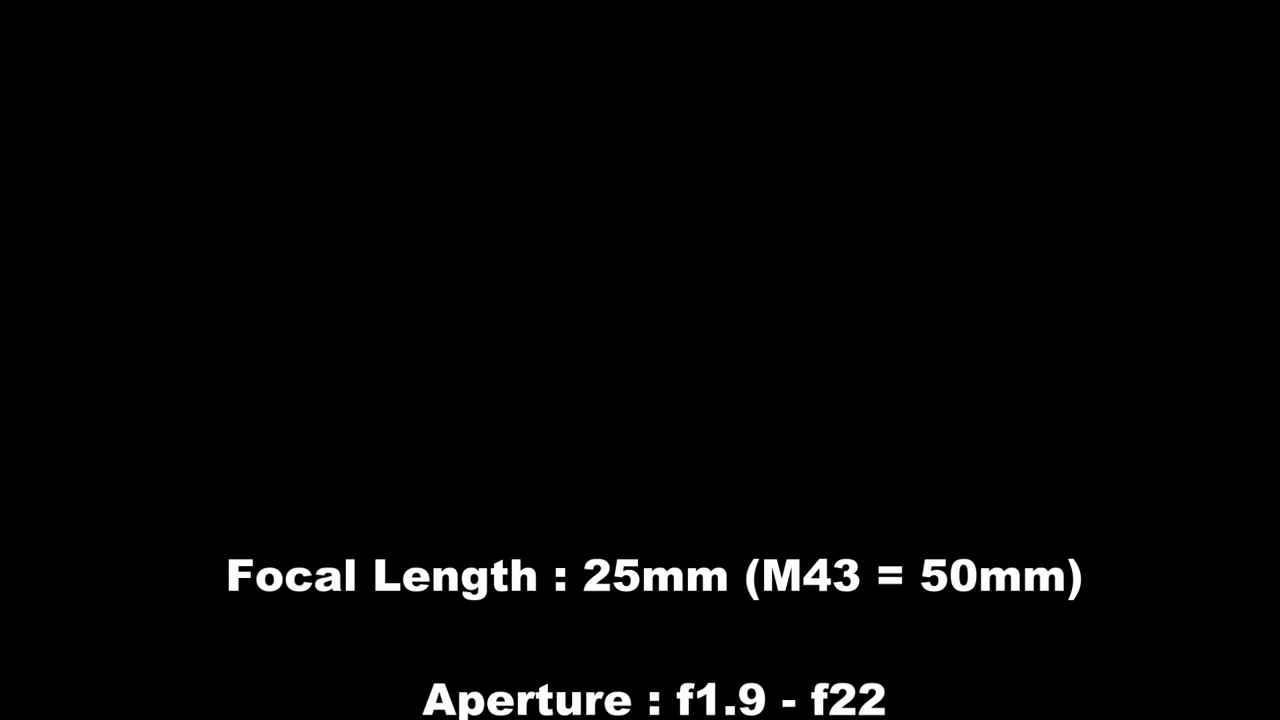 Focal Length : 25mm (M43 = 50mm)
Aperture : f1.9 - f22